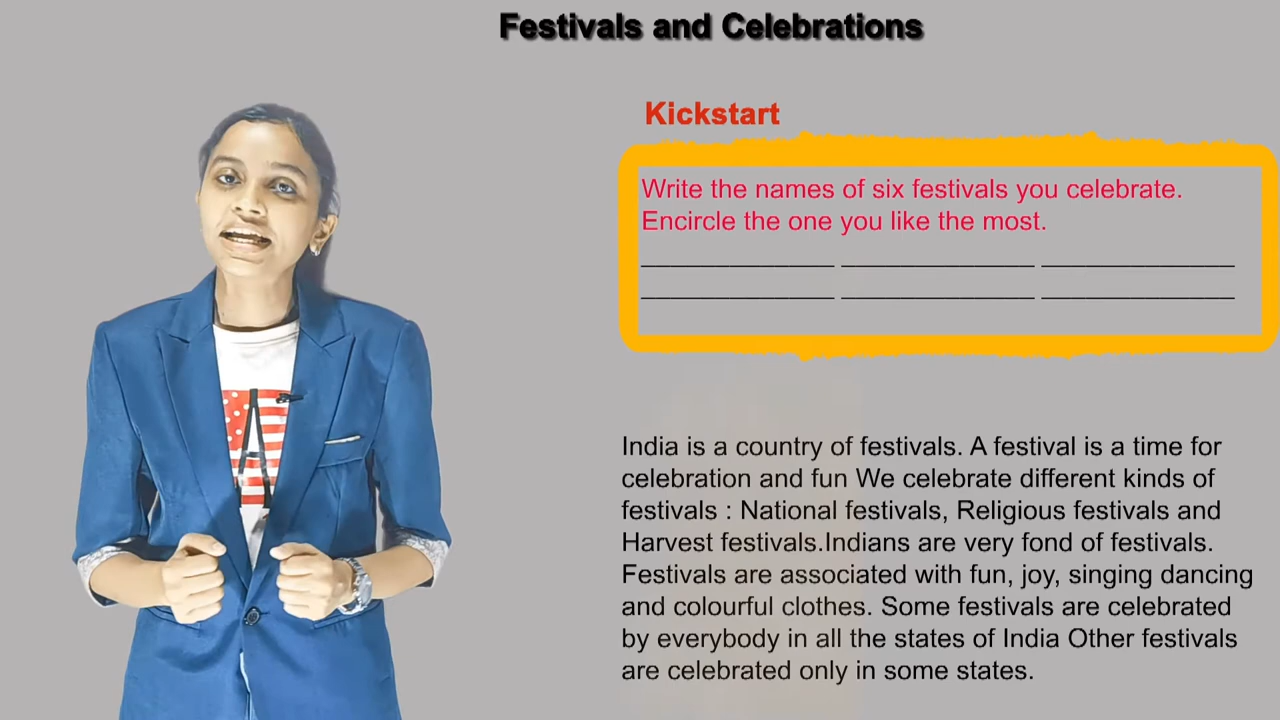 Festivals and Celebrations
Kickstart
Write the names of six festivals you celebrate.
Encircle the one you like the most.
A
India is a country of festivals. A festival is a time for
celebration and fun We celebrate different kinds of
festivals : National festivals, Religious festivals and
Harvest festivals.Indians are very fond of festivals.
Festivals are associated with fun, joy, singing dancing
and colourful clothes. Some festivals are celebrated
by everybody in all the states of India Other festivals
are celebrated only in some states.